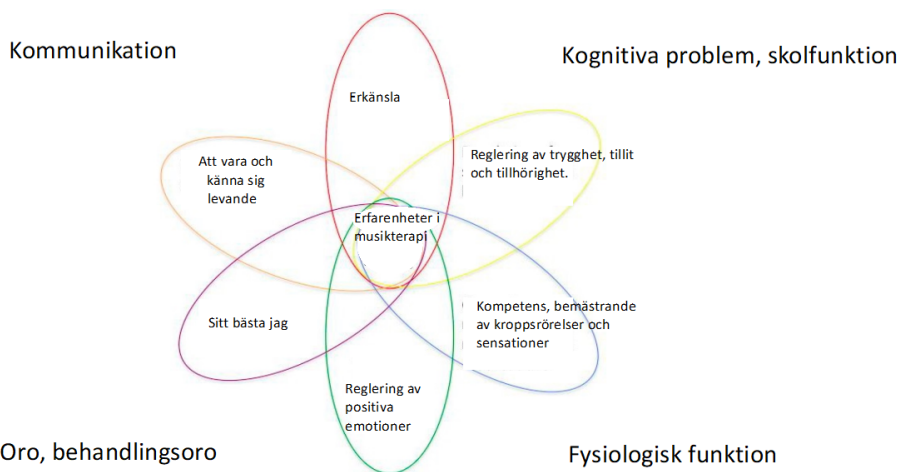 Kommunikation
Kognitiva problem, skolfunktion
Erkänsla
Att vara och
känna sig
levande
Reglering av trygghet, tillit
och tillhörighet.
Erfarenheter i
musikterapi
Sitt bästa jag
Kompetens, bemästrande
av kroppsrörelser och
sensationer
Reglering av
positiva
emotioner
Oro, behandlingsoro
Fysiologisk funktion